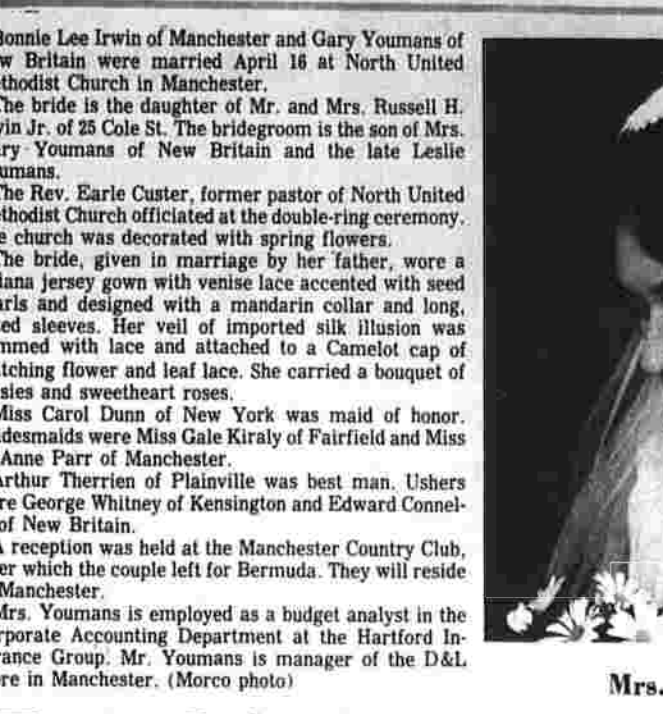 Bonnie Lee Irwin of Manchester and Gary Youmans of
w Britain were married April 16 at North United
thodist Church in Manchester.
The bride is the daughter of Mr. and Mrs. Russell H.
vin Jr. of 25 Cole St. The bridegroom is the son of Mrs.
ry Youmans of New Britain and the late Leslie
umans.
The Rev. Earle Custer, former pastor of North United
thodist Church officiated at the double-ring ceremony.
e church was decorated with spring flowers.
The bride, given in marriage by her father, wore a
iana jersey gown with venise lace accented with seed
arls and designed with a mandarin collar and long,
ed sleeves. Her veil of imported silk illusion was
mmed with lace and attached to a Camelot cap of
tching flower and leaf lace. She carried a bouquet of
sies and sweetheart roses.
Miss Carol Dunn of New York was maid of honor.
idesmaids were Miss Gale Kiraly of Fairfield and Miss
Anne Parr of Manchester.
Arthur Therrien of Plainville was best man. Ushers
re George Whitney of Kensington and Edward Connel-
of New Britain.
A reception was held at the Manchester Country Club,
er which the couple left for Bermuda. They will reside
Manchester.
Mrs. Youmans is employed as a budget analyst in the
rporate Accounting Department at the Hartford In-
rance Group. Mr. Youmans is manager of the D&L
re in Manchester. (Morco photo)
Mrs.